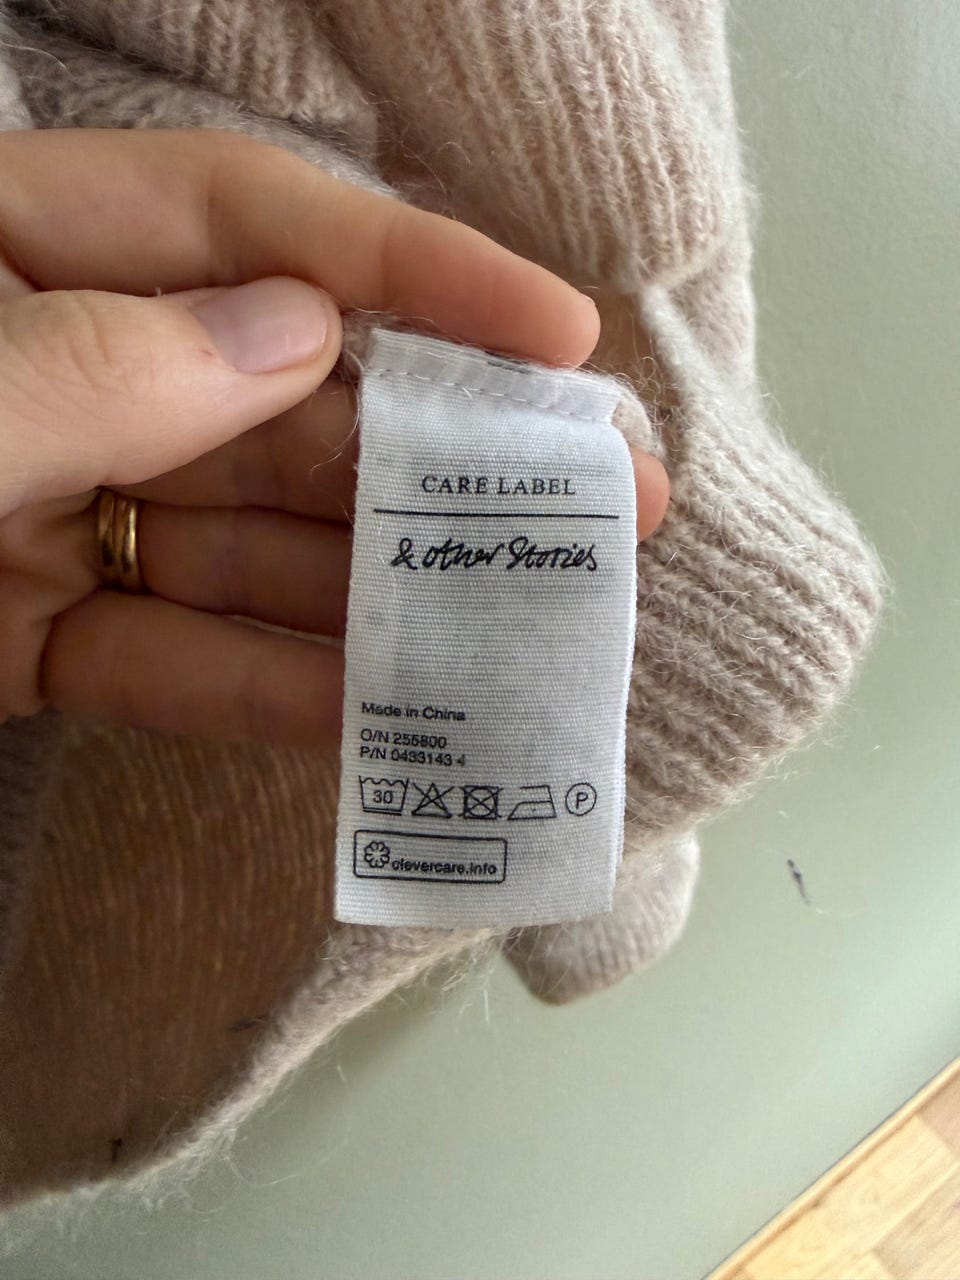 CARE LABEL
& other Stories
Made in China
O/N 255800
P/N 0433143 4
30 P
clevercare.info